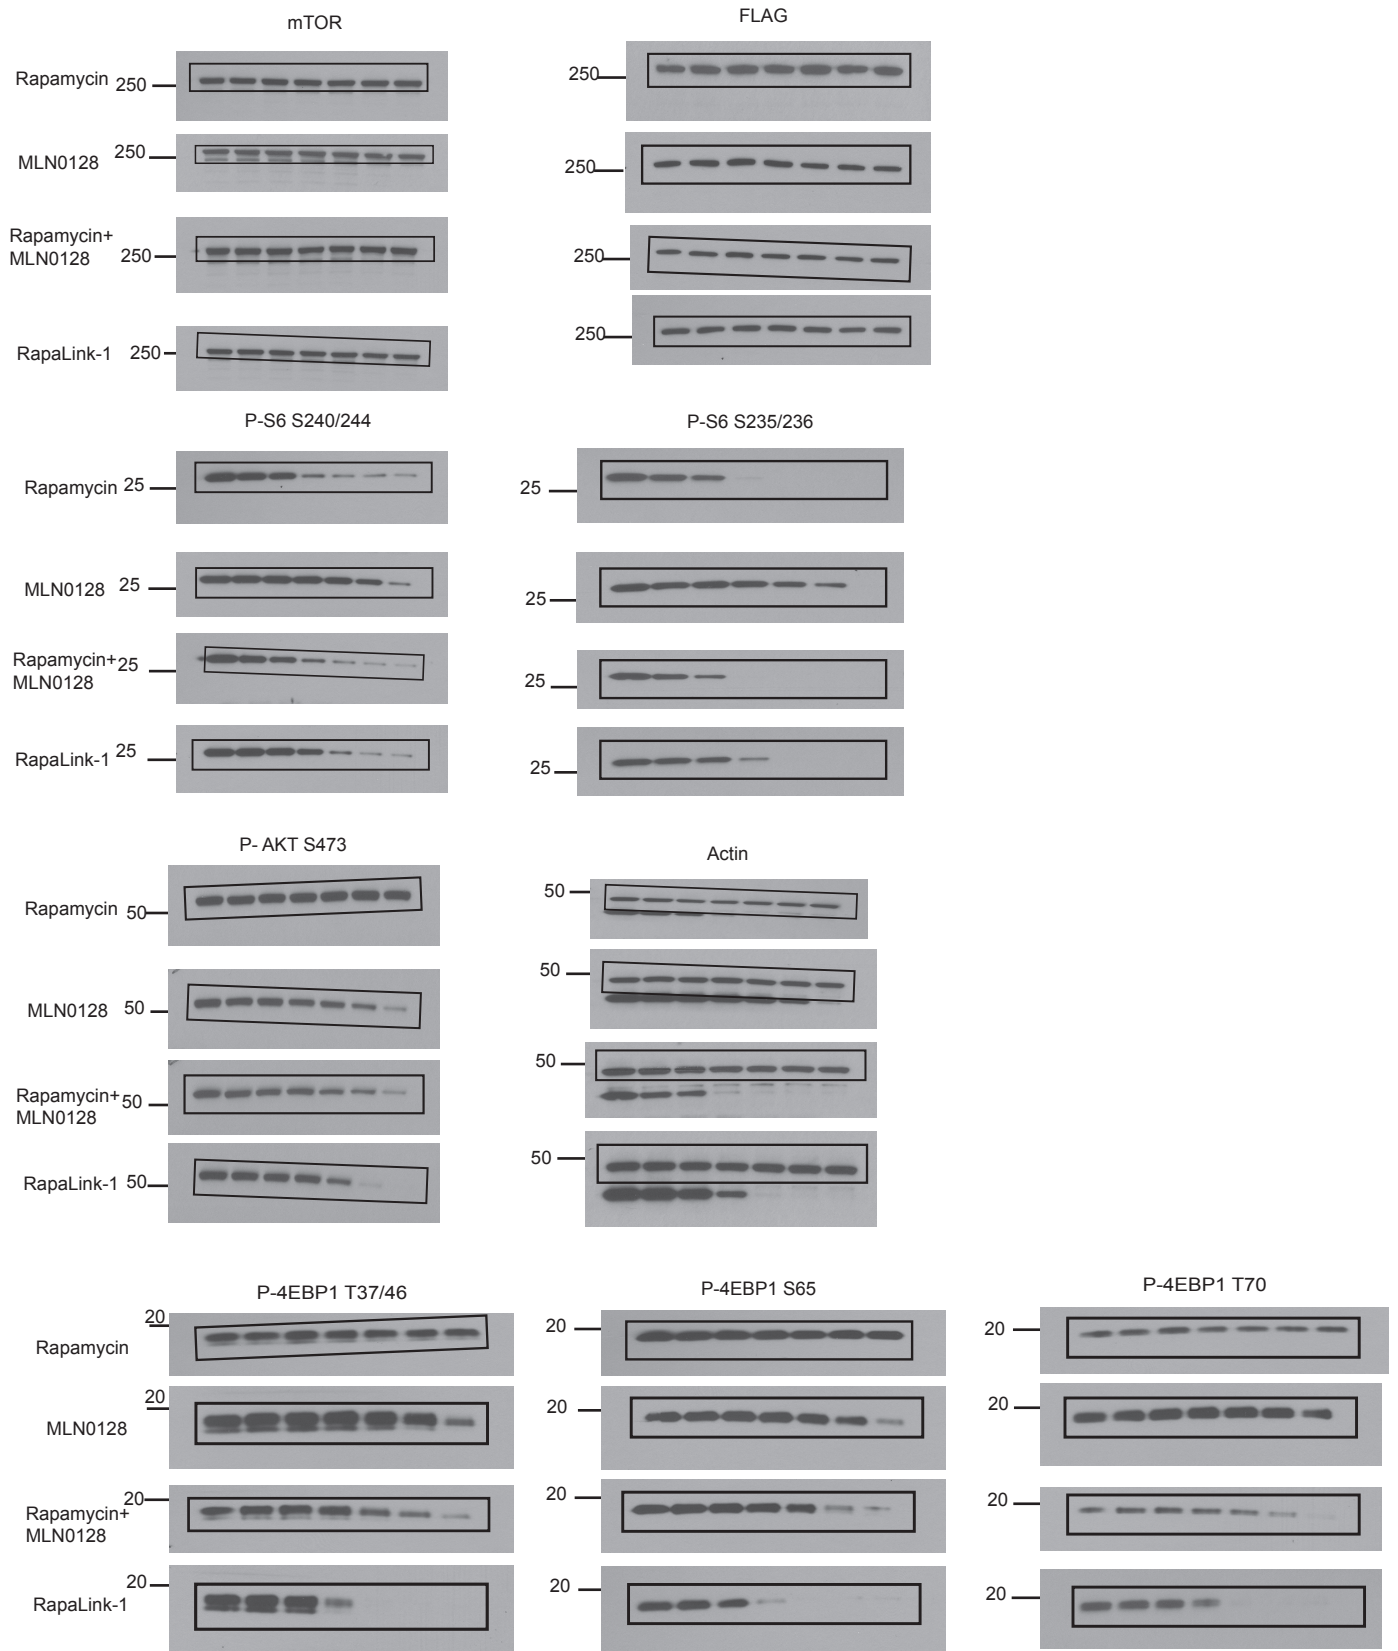 mTOR
FLAG
Rapamycin 250
250
MLN0128 250
250
Rapamycin+
MLN0128 250
250
RapaLink-1 250
250
P-S6 S240/244
P-S6 S235/236
Rapamycin 25
25
MLN0128 25
25
Rapamycin+ 25
MLN0128
25
RapaLink-1 25
25
P- AKT S473
Actin
Rapamycin 50
50
MLN0128 50
50
Rapamycin+
MLN0128 50
50
RapaLink-1 50
50
P-4EBP1 T37/46
P-4EBP1 S65
P-4EBP1 T70
Rapamycin 20
20
20
MLN0128 20
20
20
Rapamycin+
MLN0128 20
20
20
RapaLink-1 20
20
20